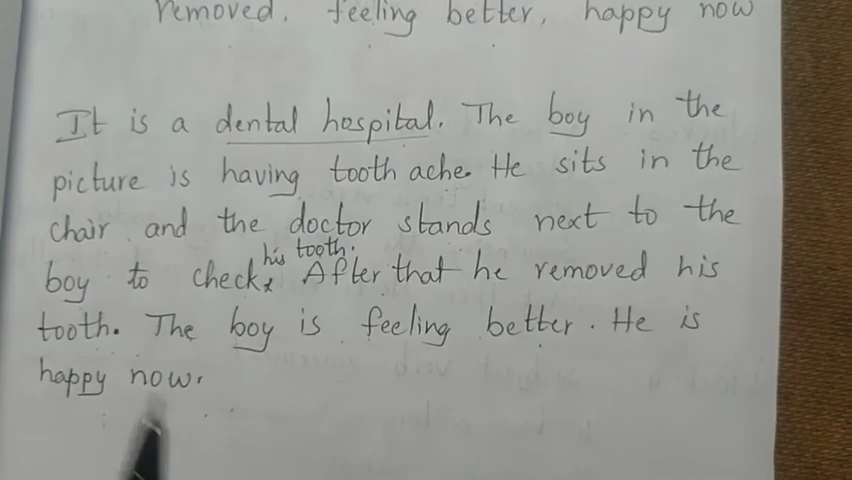 removed, feeling better, happy now
It is a dental hospital. The boy in the
picture is having tooth ache. He sits in the
chair and the doctor stands next to the
his tooth.
boy to check. After that he removed his
tooth. The boy is feeling better. He is
happy now.